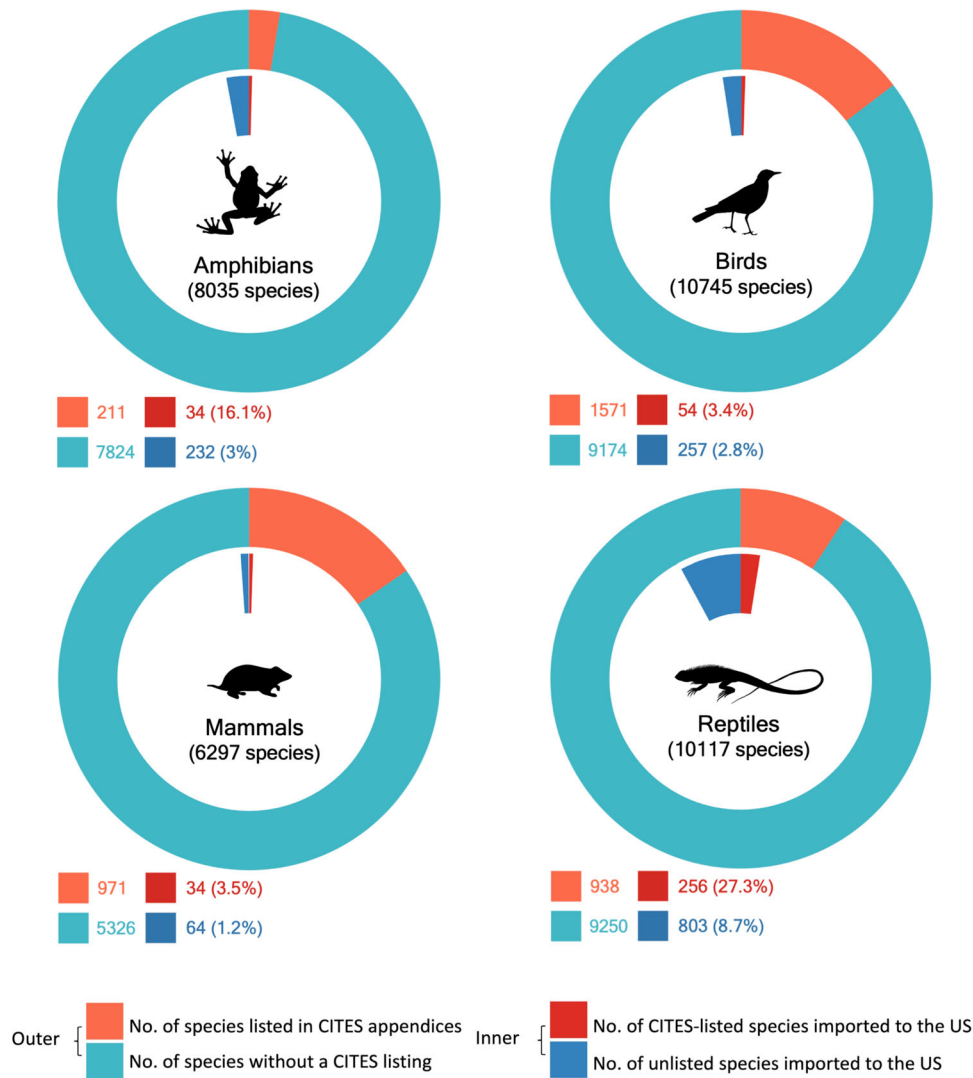 Amphibians
(8035 species)
211
34 (16.1%)
7824
232 (3%)
Birds
(10745 species)
1571
54 (3.4%)
9174
257 (2.8%)
Mammals
(6297 species)
971
34 (3.5%)
5326
64 (1.2%)
Reptiles
(10117 species)
938
256 (27.3%)
9250
803 (8.7%)
Outer
No. of species listed in CITES appendices
No. of species without a CITES listing
Inner
No. of CITES-listed species imported to the US
No. of unlisted species imported to the US